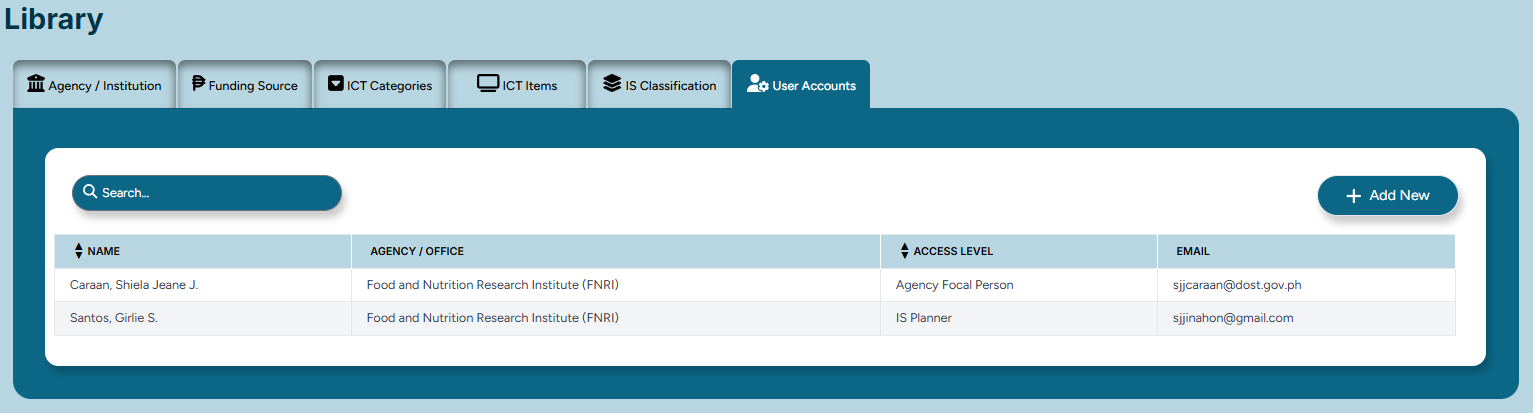 Library
Agency / Institution Funding Source ICT Categories ICT Items IS Classification User Accounts
Search... Add New
NAME AGENCY / OFFICE ACCESS LEVEL EMAIL
Caraan, Shiela Jeane J. Food and Nutrition Research Institute (FNRI) Agency Focal Person sjjcaraan@dost.gov.ph
Santos, Girlie S. Food and Nutrition Research Institute (FNRI) IS Planner sjjinahon@gmail.com